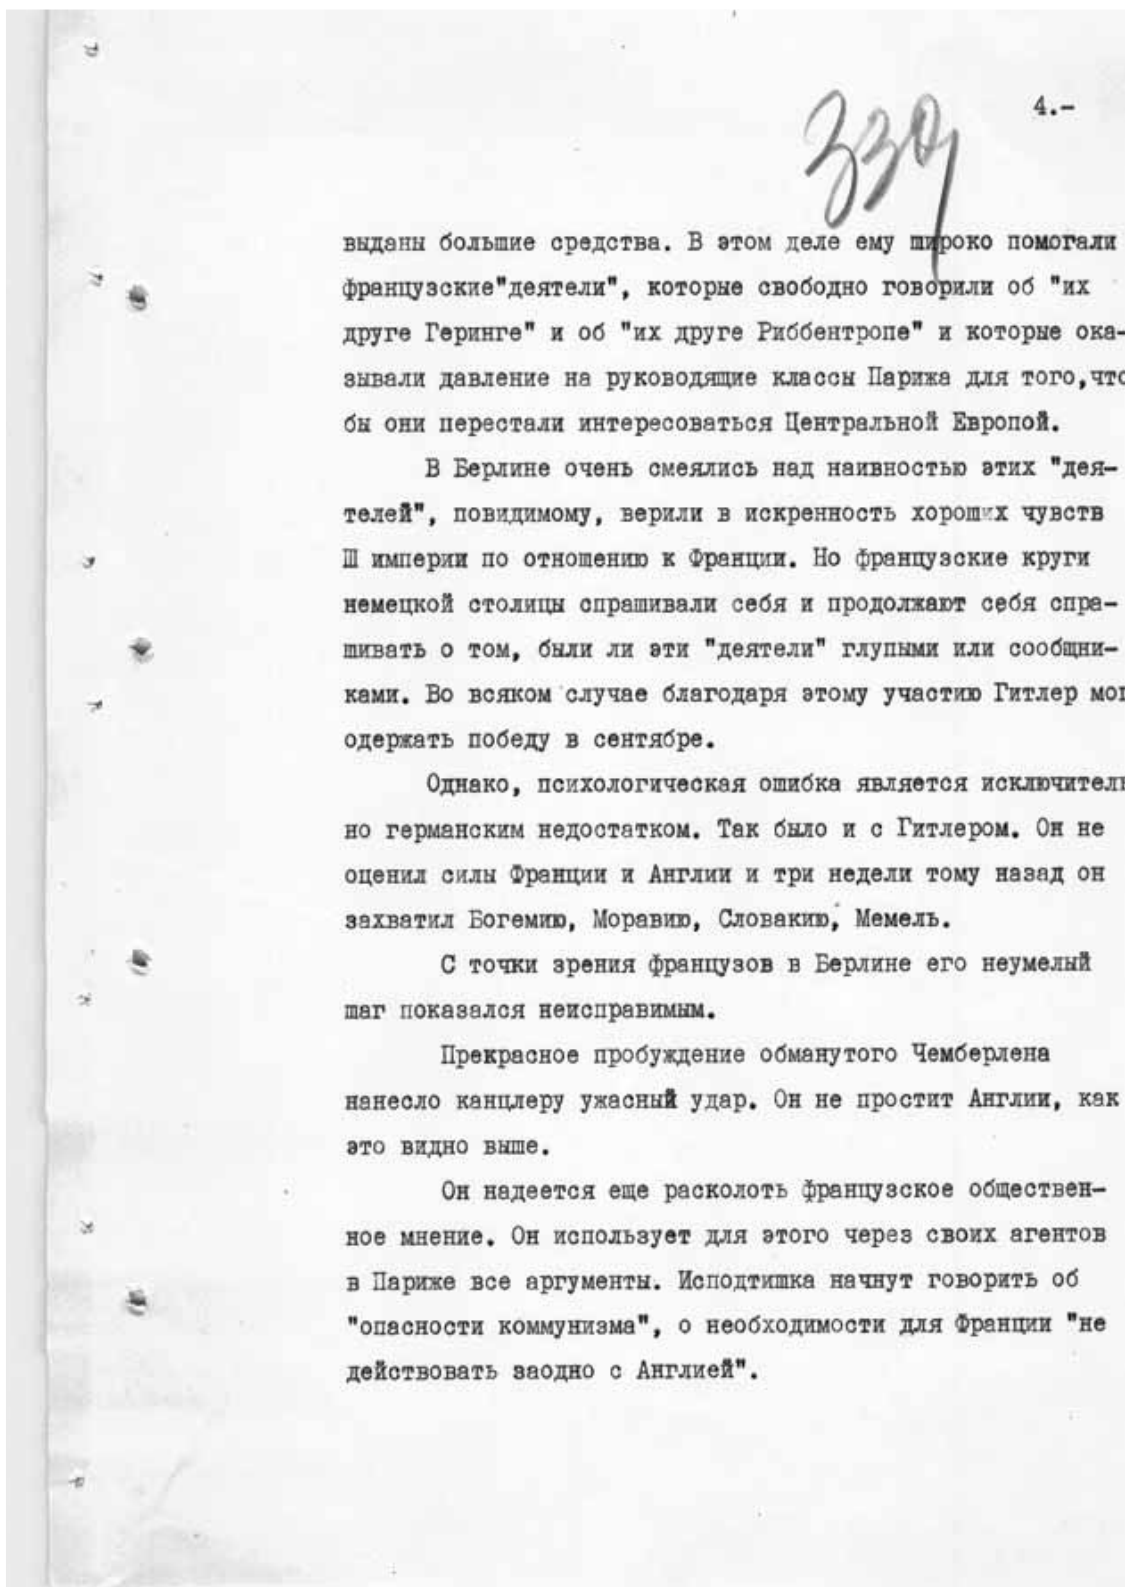 4.-
339
выданы большие средства. В этом деле ему широко помогали
французские"деятели", которые свободно говорили об "их
друге Геринге" и об "их друге Риббентропе" и которые ока-
зывали давление на руководящие классы Парижа для того,что
бы они перестали интересоваться Центральной Европой.
В Берлине очень смеялись над наивностью этих "дея-
телей", повидимому, верили в искренность хороших чувств
Ш империи по отношению к Франции. Но французские круги
немецкой столицы спрашивали себя и продолжают себя спра-
шивать о том, были ли эти "деятели" глупыми или сообщни-
ками. Во всяком случае благодаря этому участию Гитлер мог
одержать победу в сентябре.
Однако, психологическая ошибка является исключитель
но германским недостатком. Так было и с Гитлером. Он не
оценил силы Франции и Англии и три недели тому назад он
захватил Богемию, Моравию, Словакию, Мемель.
С точки зрения французов в Берлине его неумелый
шаг показался неисправимым.
Прекрасное пробуждение обманутого Чемберлена
нанесло канцлеру ужасный удар. Он не простит Англии, как
это видно выше.
Он надеется еще расколоть французское обществен-
ное мнение. Он использует для этого через своих агентов
в Париже все аргументы. Исподтишка начнут говорить об
"опасности коммунизма", о необходимости для Франции "не
действовать заодно с Англией".